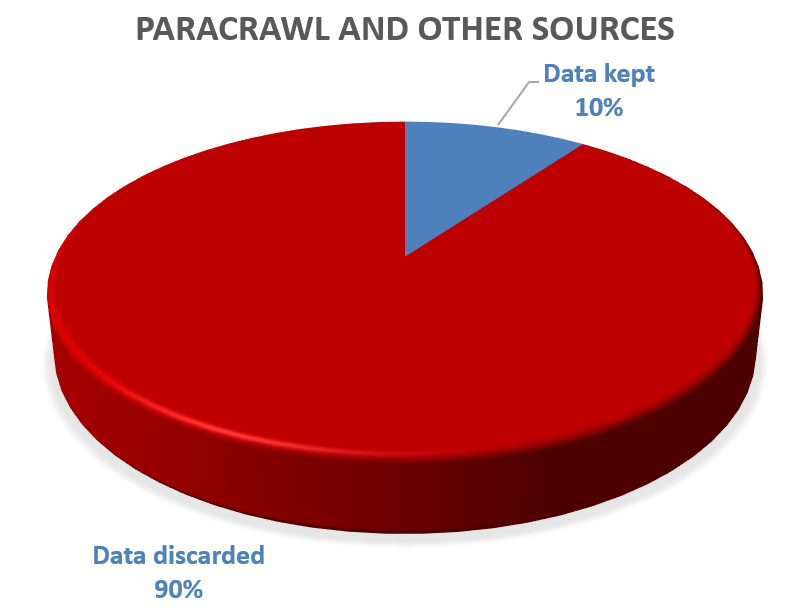 PARACRAWL AND OTHER SOURCES
Data kept
10%
Data discarded
90%